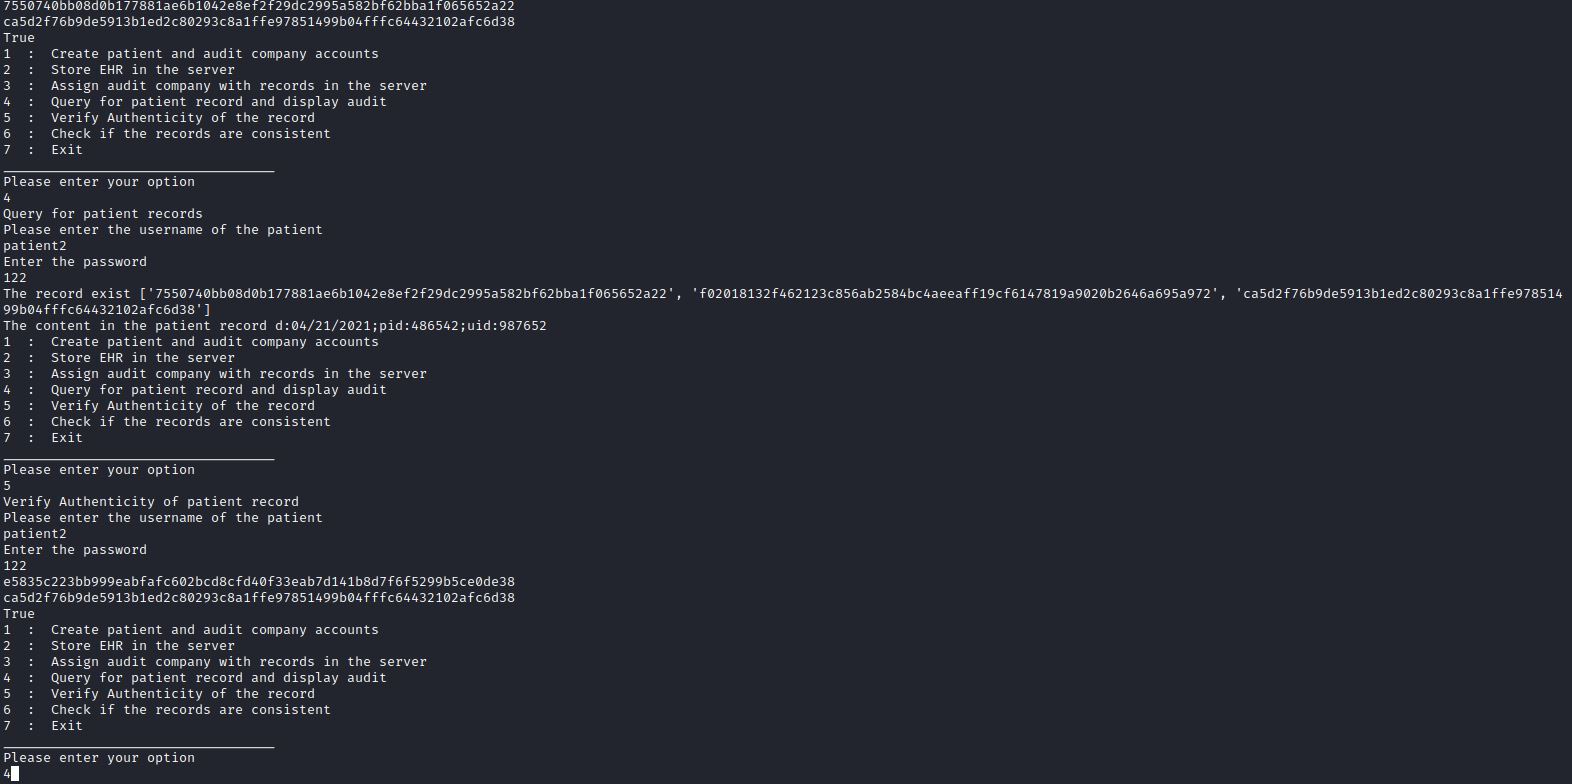 7550740bb08d0b177881ae6b1042e8ef2f29dc2995a582bf62bba1f065652a22
ca5d2f76b9de5913b1ed2c80293c8a1ffe97851499b04fffc64432102afc6d38
True
1  :  Create patient and audit company accounts
2  :  Store EHR in the server
3  :  Assign audit company with records in the server
4  :  Query for patient record and display audit
5  :  Verify Authenticity of the record
6  :  Check if the records are consistent
7  :  Exit
__________________________________
Please enter your option
4
Query for patient records
Please enter the username of the patient
patient2
Enter the password
122
The record exist ['7550740bb08d0b177881ae6b1042e8ef2f29dc2995a582bf62bba1f065652a22', 'f02018132f462123c856ab2584bc4aeeaff19cf6147819a9020b2646a695a972', 'ca5d2f76b9de5913b1ed2c80293c8a1ffe978514
99b04fffc64432102afc6d38']
The content in the patient record d:04/21/2021;pid:486542;uid:987652
1  :  Create patient and audit company accounts
2  :  Store EHR in the server
3  :  Assign audit company with records in the server
4  :  Query for patient record and display audit
5  :  Verify Authenticity of the record
6  :  Check if the records are consistent
7  :  Exit
__________________________________
Please enter your option
5
Verify Authenticity of patient record
Please enter the username of the patient
patient2
Enter the password
122
e5835c223bb999eabfafc602bcd8cfd40f33eab7d141b8d7f6f5299b5ce0de38
ca5d2f76b9de5913b1ed2c80293c8a1ffe97851499b04fffc64432102afc6d38
True
1  :  Create patient and audit company accounts
2  :  Store EHR in the server
3  :  Assign audit company with records in the server
4  :  Query for patient record and display audit
5  :  Verify Authenticity of the record
6  :  Check if the records are consistent
7  :  Exit
__________________________________
Please enter your option
4